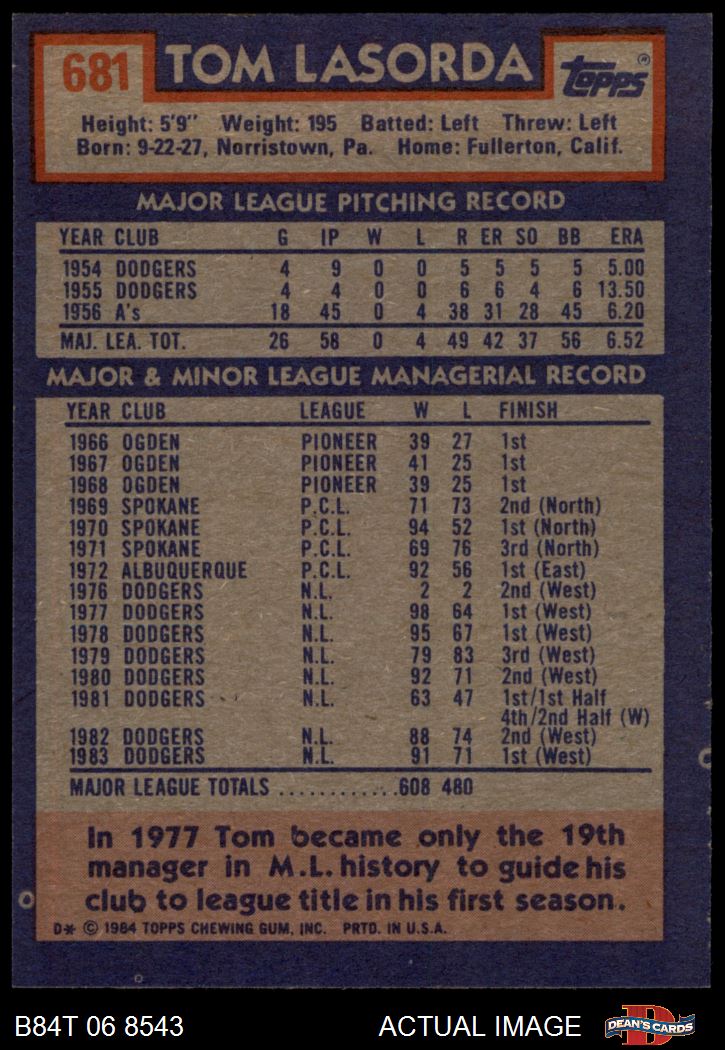 681 TOM LASORDA Topps®
Height: 5'9" Weight: 195 Batted: Left Threw: Left
Born: 9-22-27, Norristown, Pa. Home: Fullerton, Calif.
MAJOR LEAGUE PITCHING RECORD
YEAR CLUB G IP W L R ER SO BB ERA
1954 DODGERS 4 9 0 0 5 5 5 5 5.00
1955 DODGERS 4 4 0 0 6 6 4 6 13.50
1956 A's 18 45 0 4 38 31 28 45 6.20
MAJ. LEA. TOT. 26 58 0 4 49 42 37 56 6.52
MAJOR & MINOR LEAGUE MANAGERIAL RECORD
YEAR CLUB LEAGUE W L FINISH
1966 OGDEN PIONEER 39 27 1st
1967 OGDEN PIONEER 41 25 1st
1968 OGDEN PIONEER 39 25 1st
1969 SPOKANE P.C.L. 71 73 2nd (North)
1970 SPOKANE P.C.L. 94 52 1st (North)
1971 SPOKANE P.C.L. 69 76 3rd (North)
1972 ALBUQUERQUE P.C.L. 92 56 1st (East)
1976 DODGERS N.L. 2 2 2nd (West)
1977 DODGERS N.L. 98 64 1st (West)
1978 DODGERS N.L. 95 67 1st (West)
1979 DODGERS N.L. 79 83 3rd (West)
1980 DODGERS N.L. 92 71 2nd (West)
1981 DODGERS N.L. 63 47 1st/1st Half
4th/2nd Half (W)
1982 DODGERS N.L. 88 74 2nd (West)
1983 DODGERS N.L. 91 71 1st (West)
MAJOR LEAGUE TOTALS ............608 480
In 1977 Tom became only the 19th
manager in M.L. history to guide his
club to league title in his first season.
D* © 1984 TOPPS CHEWING GUM, INC. PRTD. IN U.S.A.
B84T 06 8543 ACTUAL IMAGE D DEAN'S CARDS